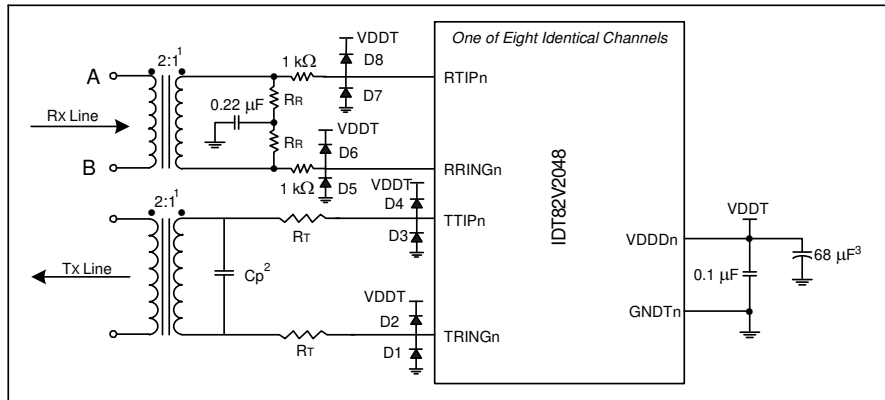 One of Eight Identical Channels
2:1¹
A
Rx Line
B
0.22 µF
RR
RR
1 kΩ
1 kΩ
VDDT
D8
D7
VDDT
D6
D5
RTIPn
RRINGn
2:1¹
Tx Line
Cp²
RT
RT
VDDT
D4
D3
VDDT
D2
D1
TTIPn
TRINGn
IDT82V2048
VDDDn
GNDTn
VDDT
0.1 µF
68 µF³